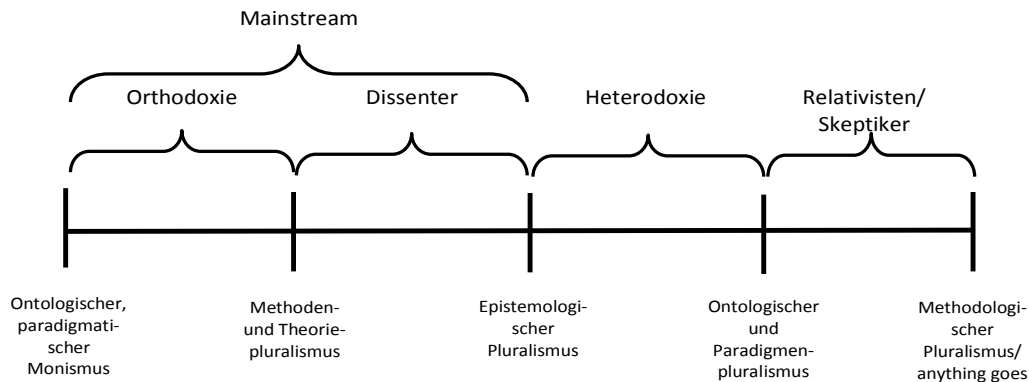 Mainstream
Orthodoxie
Dissenter
Heterodoxie
Relativisten/
Skeptiker
Ontologischer,
paradigmati-
scher
Monismus
Methoden-
und Theorie-
pluralismus
Epistemologi-
scher
Pluralismus
Ontologischer
und
Paradigmen-
pluralismus
Methodologi-
scher
Pluralismus/
anything goes